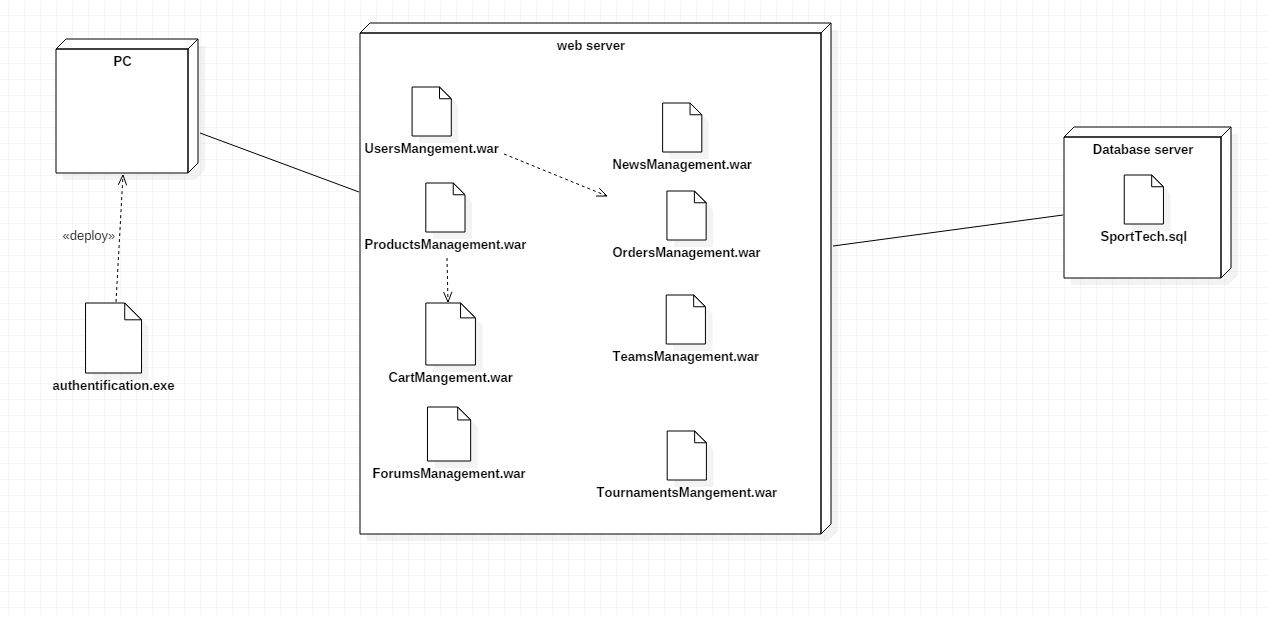 PC
«deploy»
authentification.exe
web server
UsersMangement.war
NewsManagement.war
ProductsManagement.war
OrdersManagement.war
CartMangement.war
TeamsManagement.war
ForumsManagement.war
TournamentsMangement.war
Database server
SportTech.sql